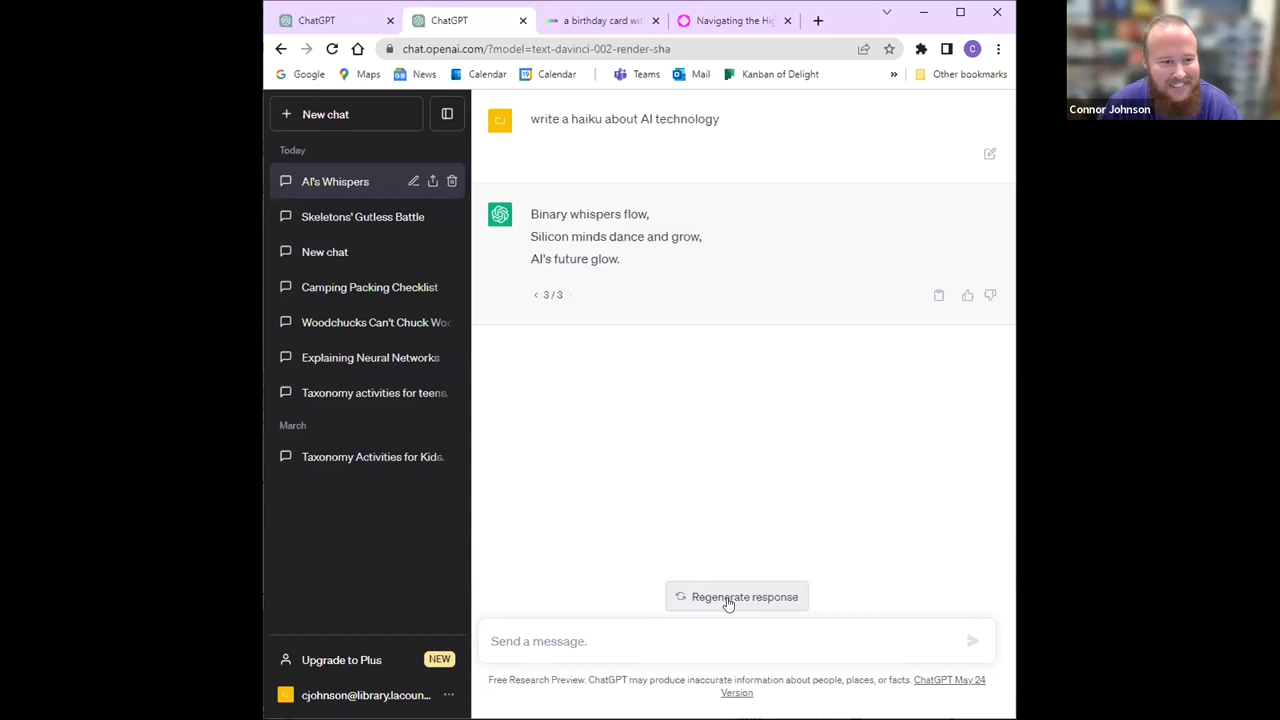 ChatGPT
ChatGPT
a birthday card wit
Navigating the Hig
chat.openai.com/?model=text-davinci-002-render-sha
Google
Maps
News
Calendar
Calendar
Teams
Mail
Kanban of Delight
»
Other bookmarks
Connor Johnson
New chat
Today
AI's Whispers
Skeletons' Gutless Battle
New chat
Camping Packing Checklist
Woodchucks Can't Chuck Woo
Explaining Neural Networks
Taxonomy activities for teens.
March
Taxonomy Activities for Kids.
Upgrade to Plus
NEW
cjohnson@library.lacoun...
CJ
write a haiku about AI technology
Binary whispers flow,
Silicon minds dance and grow,
AI's future glow.
< 3 / 3 >
Regenerate response
Send a message.
Free Research Preview. ChatGPT may produce inaccurate information about people, places, or facts. ChatGPT May 24
Version